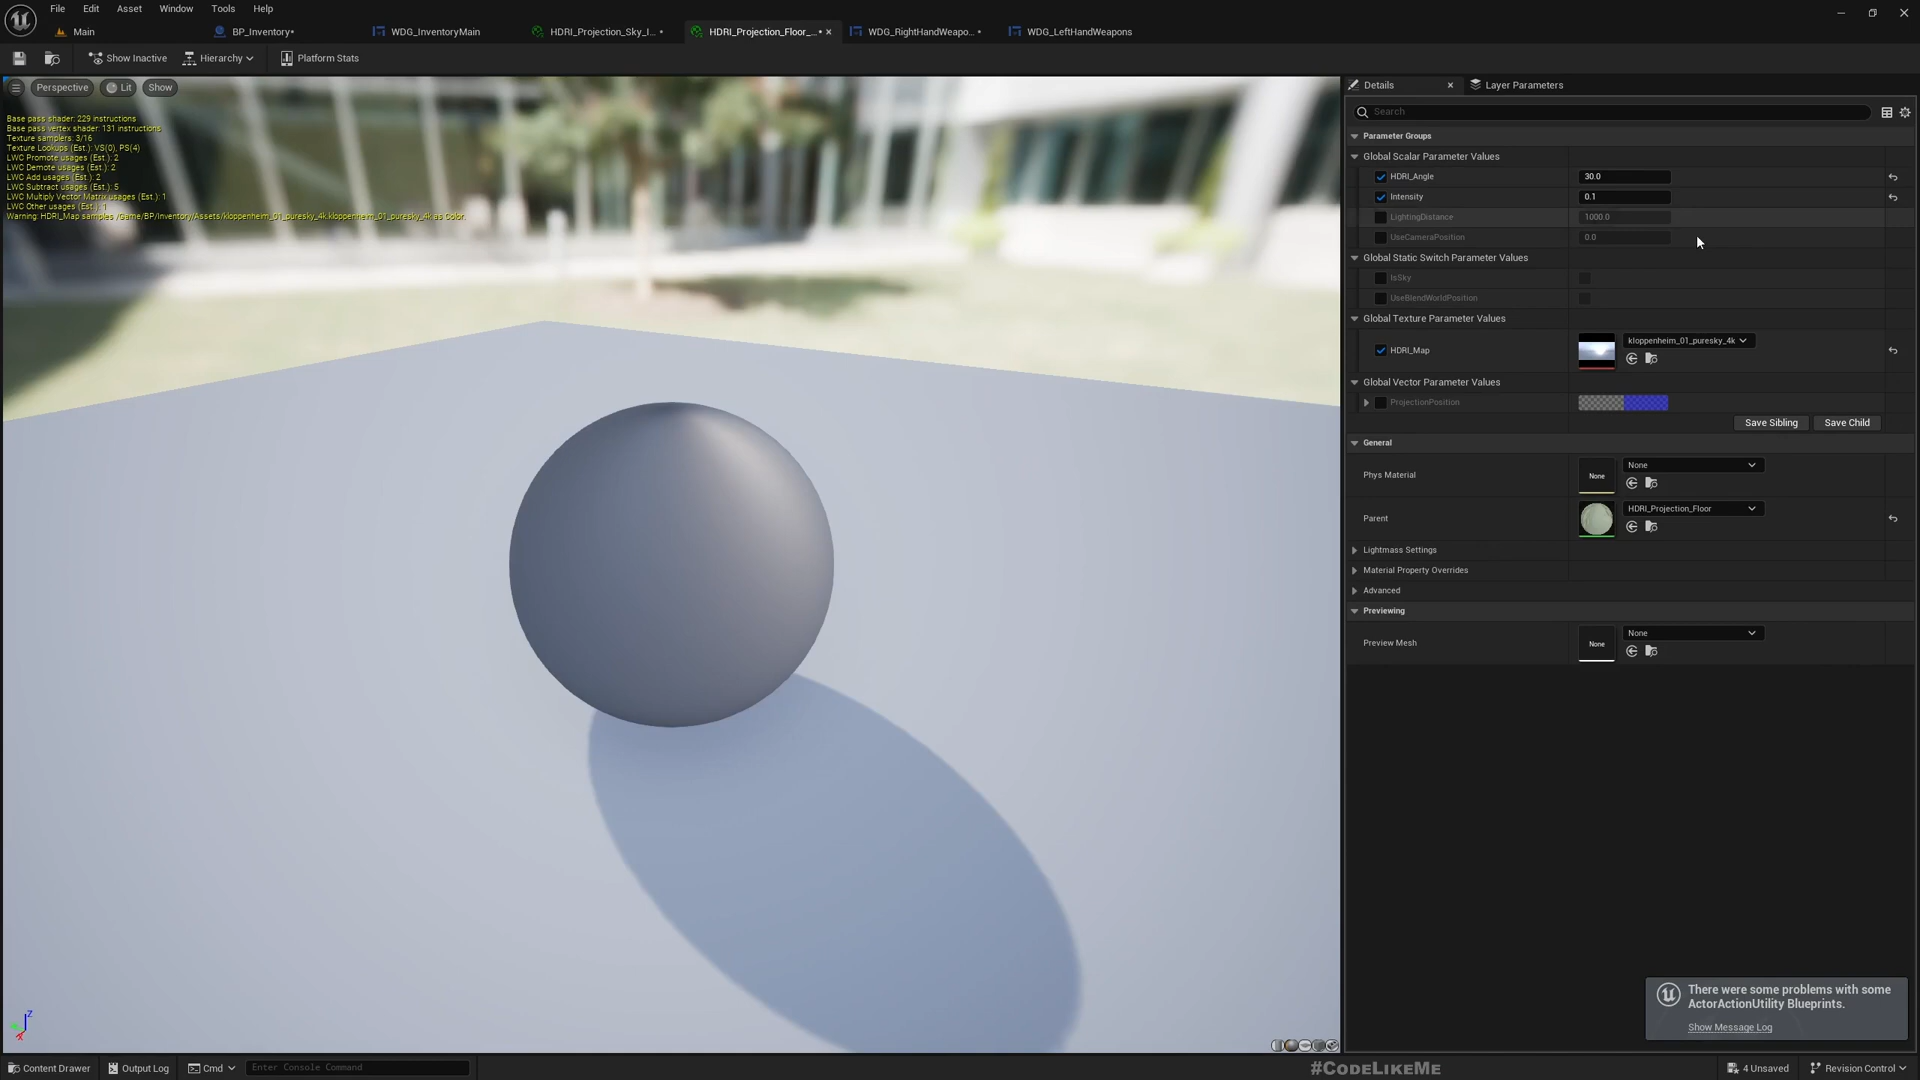 File Edit Asset Window Tools Help
Main BP_Inventory• WDG_InventoryMain HDRI_Projection_Sky_I... • HDRI_Projection_Floor_... • × WDG_RightHandWeapo... • WDG_LeftHandWeapons
Show Inactive Hierarchy Platform Stats
Perspective Lit Show
Base pass shader: 229 instructions
Base pass vertex shader: 131 instructions
Texture samplers: 3/16
Texture Lookups (Est.): VS(0), PS(4)
LWC Promote usages (Est.): 2
LWC Demote usages (Est.): 2
LWC Add usages (Est.): 2
LWC Subtract usages (Est.): 5
LWC Multiply Vector Matrix usages (Est.): 1
LWC Other usages (Est.): 1
Warning: HDRI_Map samples /Game/BP/Inventory/Assets/kloppenheim_01_puresky_4k.kloppenheim_01_puresky_4k as Color
Z
X
Details × Layer Parameters
Search
Parameter Groups
Global Scalar Parameter Values
HDRI_Angle 30.0
Intensity 0.1
LightingDistance 1000.0
UseCameraPosition 0.0
Global Static Switch Parameter Values
IsSky
UseBlendWorldPosition
Global Texture Parameter Values
HDRI_Map kloppenheim_01_puresky_4k
Global Vector Parameter Values
ProjectionPosition
Save Sibling Save Child
General
Phys Material None None
Parent HDRI_Projection_Floor
Lightmass Settings
Material Property Overrides
Advanced
Previewing
Preview Mesh None None
There were some problems with some
ActorActionUtility Blueprints.
Show Message Log
Content Drawer Output Log Cmd Enter Console Command #CodeLikeMe 4 Unsaved Revision Control